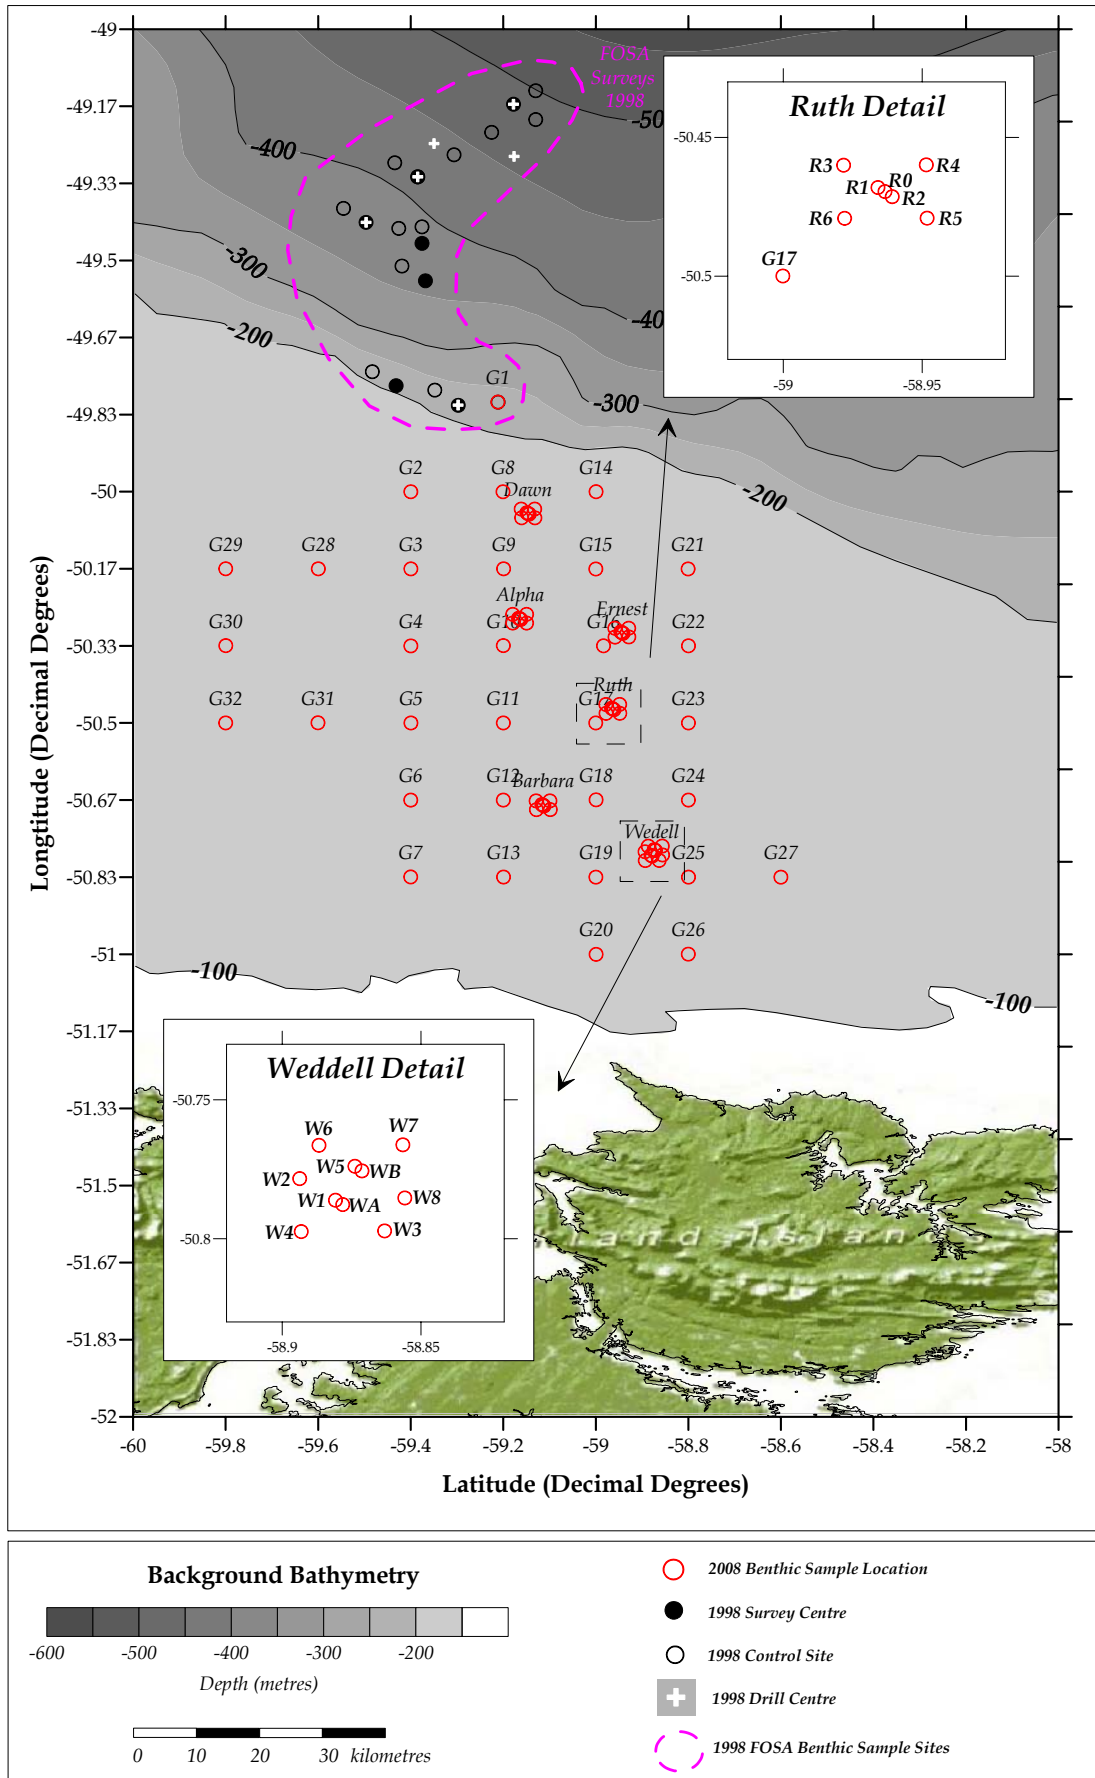 -49
-49.17
-49.33
-49.5
-49.67
-49.83
-50
-50.17
-50.33
-50.5
-50.67
-50.83
-51
-51.17
-51.33
-51.5
-51.67
-51.83
-52
Longtitude (Decimal Degrees)
FOSA
Surveys
1998
-400
-300
-200
-300
-200
-100
-100
Ruth Detail
-50.45
-50.5
R3
R4
R1
R0
R2
R6
R5
G17
-59
-58.95
G1
G2
G8
G14
Dawn
G29
G28
G3
G9
G15
G21
Alpha
Ernest
G30
G4
G10
G16
G22
Ruth
G32
G31
G5
G11
G17
G23
Barbara
G6
G12
G18
G24
Wedell
G7
G13
G19
G25
G27
G20
G26
Weddell Detail
-50.75
-50.8
W6
W7
W5
WB
W2
W1
WA
W8
W4
W3
-58.9
-58.85
-60
-59.8
-59.6
-59.4
-59.2
-59
-58.8
-58.6
-58.4
-58.2
-58
Latitude (Decimal Degrees)
Background Bathymetry
-600
-500
-400
-300
-200
Depth (metres)
0
10
20
30
kilometres
2008 Benthic Sample Location
1998 Survey Centre
1998 Control Site
1998 Drill Centre
1998 FOSA Benthic Sample Sites